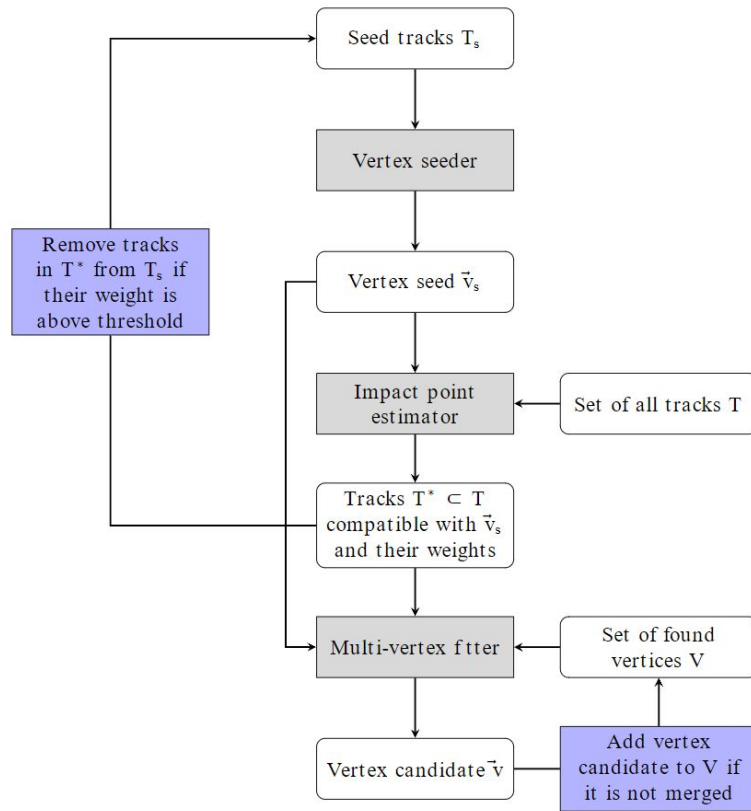 Seed tracks Tₛ
Vertex seeder
Remove tracks
in T* from Tₛ if
their weight is
above threshold
Vertex seed v⃗ₛ
Impact point
estimator
Set of all tracks T
Tracks T* ⊂ T
compatible with v⃗ₛ
and their weights
Multi-vertex ftter
Set of found
vertices V
Vertex candidate v⃗
Add vertex
candidate to V if
it is not merged